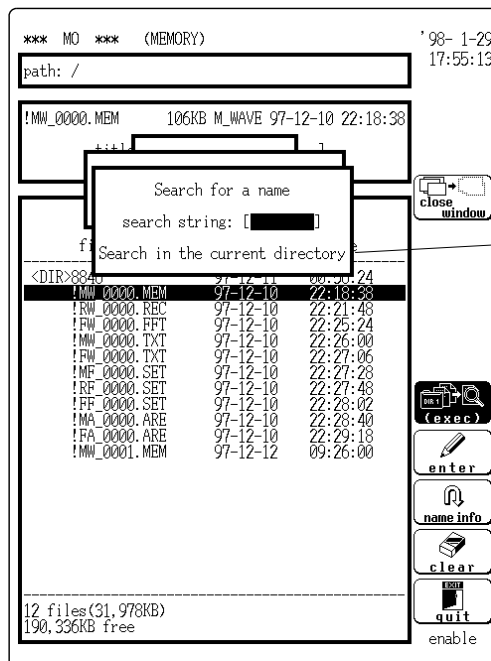 *** MO *** (MEMORY)
'98- 1-29
17:55:13
path: /
!MW_0000.MEM 106KB M_WAVE 97-12-10 22:18:38
title ]
Search for a name
search string: [ ]
Search in the current directory
<DIR>8840 97-12-11 00:56:24
!MW_0000.MEM 97-12-10 22:18:38
!RW_0000.REC 97-12-10 22:21:48
!FW_0000.FFT 97-12-10 22:25:24
!MW_0000.TXT 97-12-10 22:26:00
!FW_0000.TXT 97-12-10 22:27:06
!MF_0000.SET 97-12-10 22:27:28
!RF_0000.SET 97-12-10 22:27:48
!FF_0000.SET 97-12-10 22:28:02
!MA_0000.ARE 97-12-10 22:28:40
!FA_0000.ARE 97-12-10 22:29:18
!MW_0001.MEM 97-12-12 09:26:00
12 files(31,978KB)
190,336KB free
close
window
DIR 1
(exec)
enter
name info
clear
EXIT
quit
enable